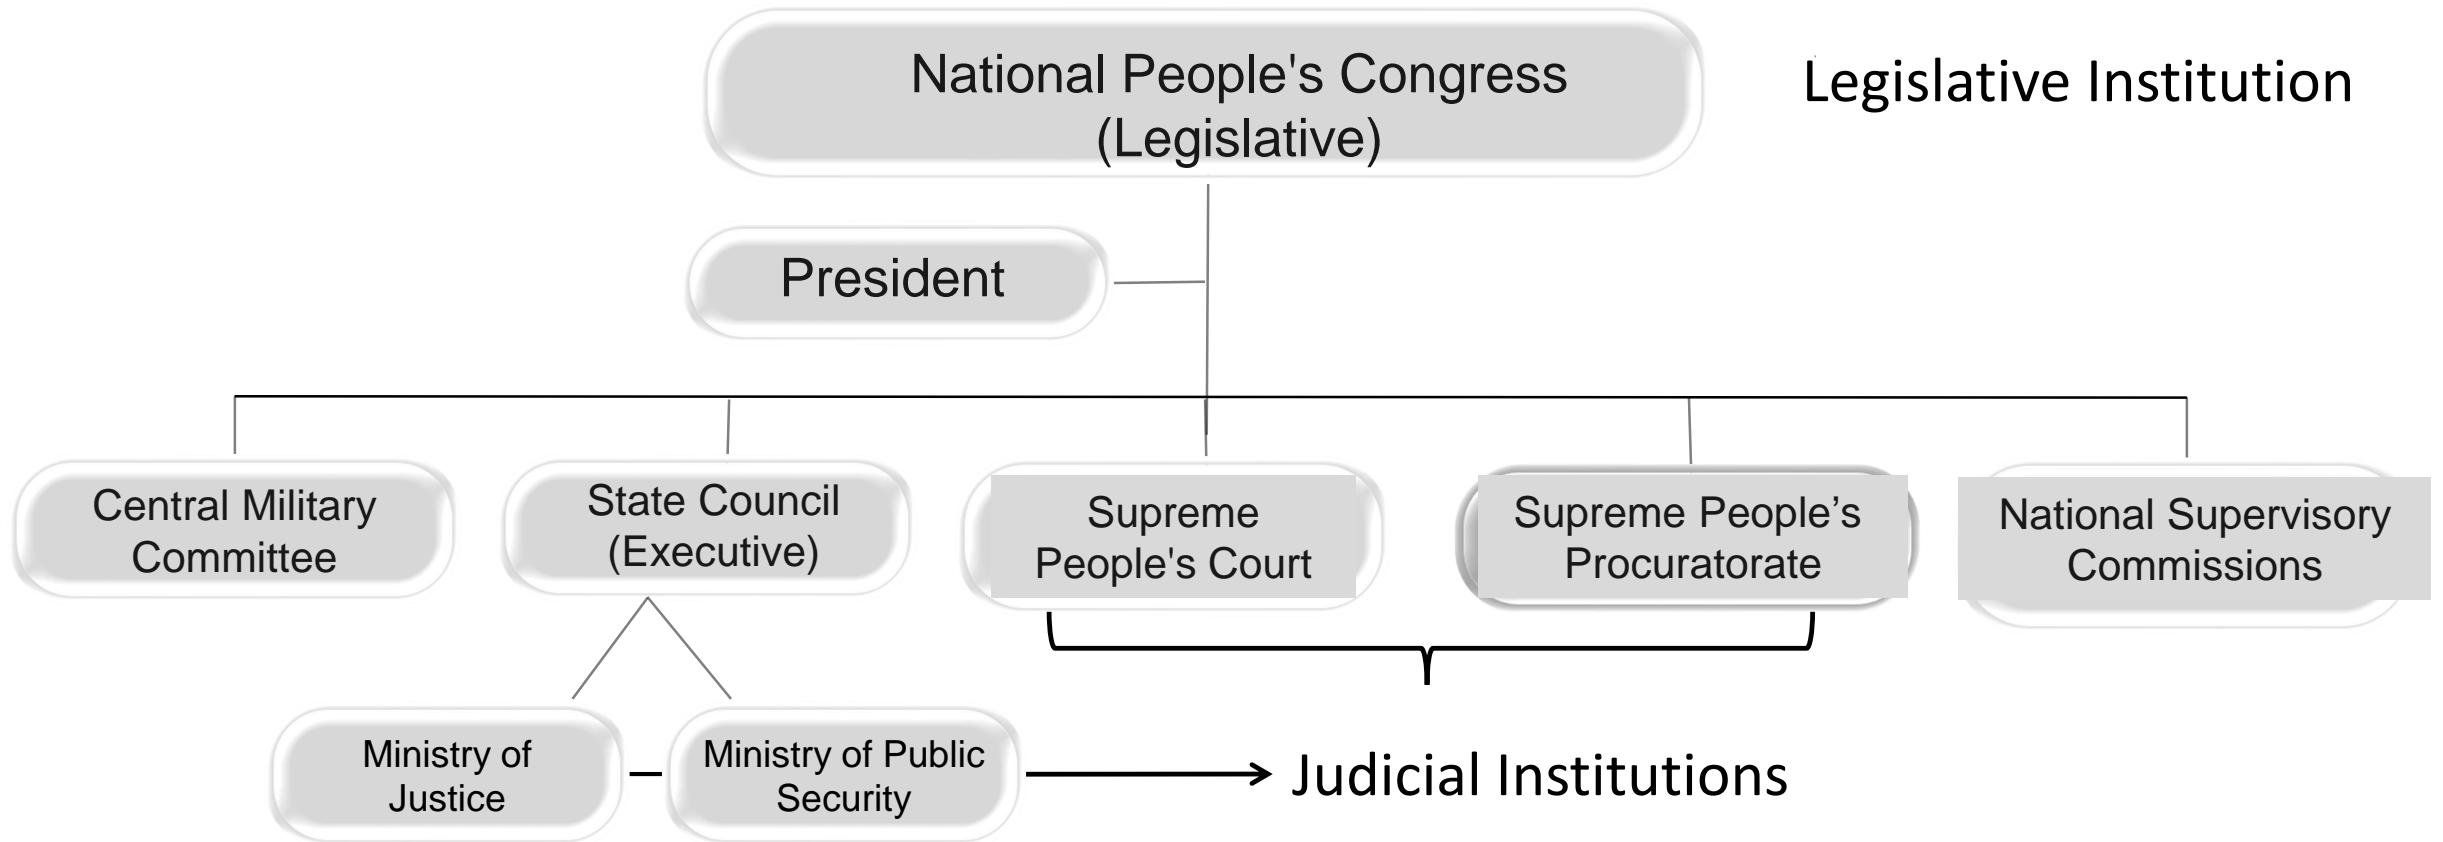 National People's Congress
(Legislative)
Legislative Institution
President
Central Military
Committee
State Council
(Executive)
Supreme
People's Court
Supreme People’s
Procuratorate
National Supervisory
Commissions
Ministry of
Justice
Ministry of Public
Security
Judicial Institutions